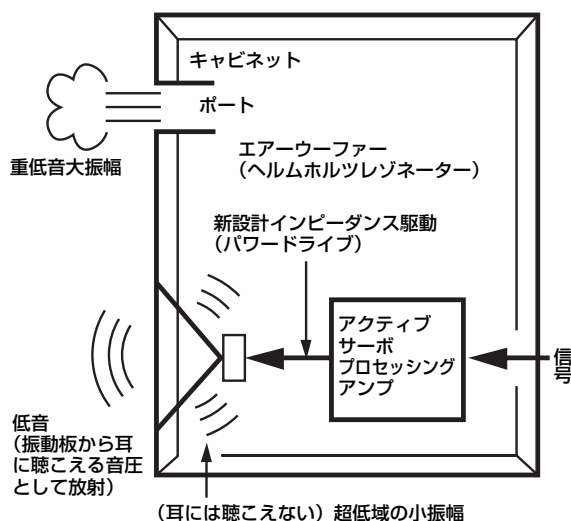 キャビネット
ポート
重低音大振幅
エアーウーファー
（ヘルムホルツレゾネーター）
新設計インピーダンス駆動
（パワードライブ）
アクティブ
サーボ
プロセッシング
アンプ
信号
低音
（振動板から耳
に聴こえる音圧
として放射）
（耳には聴こえない）超低域の小振幅